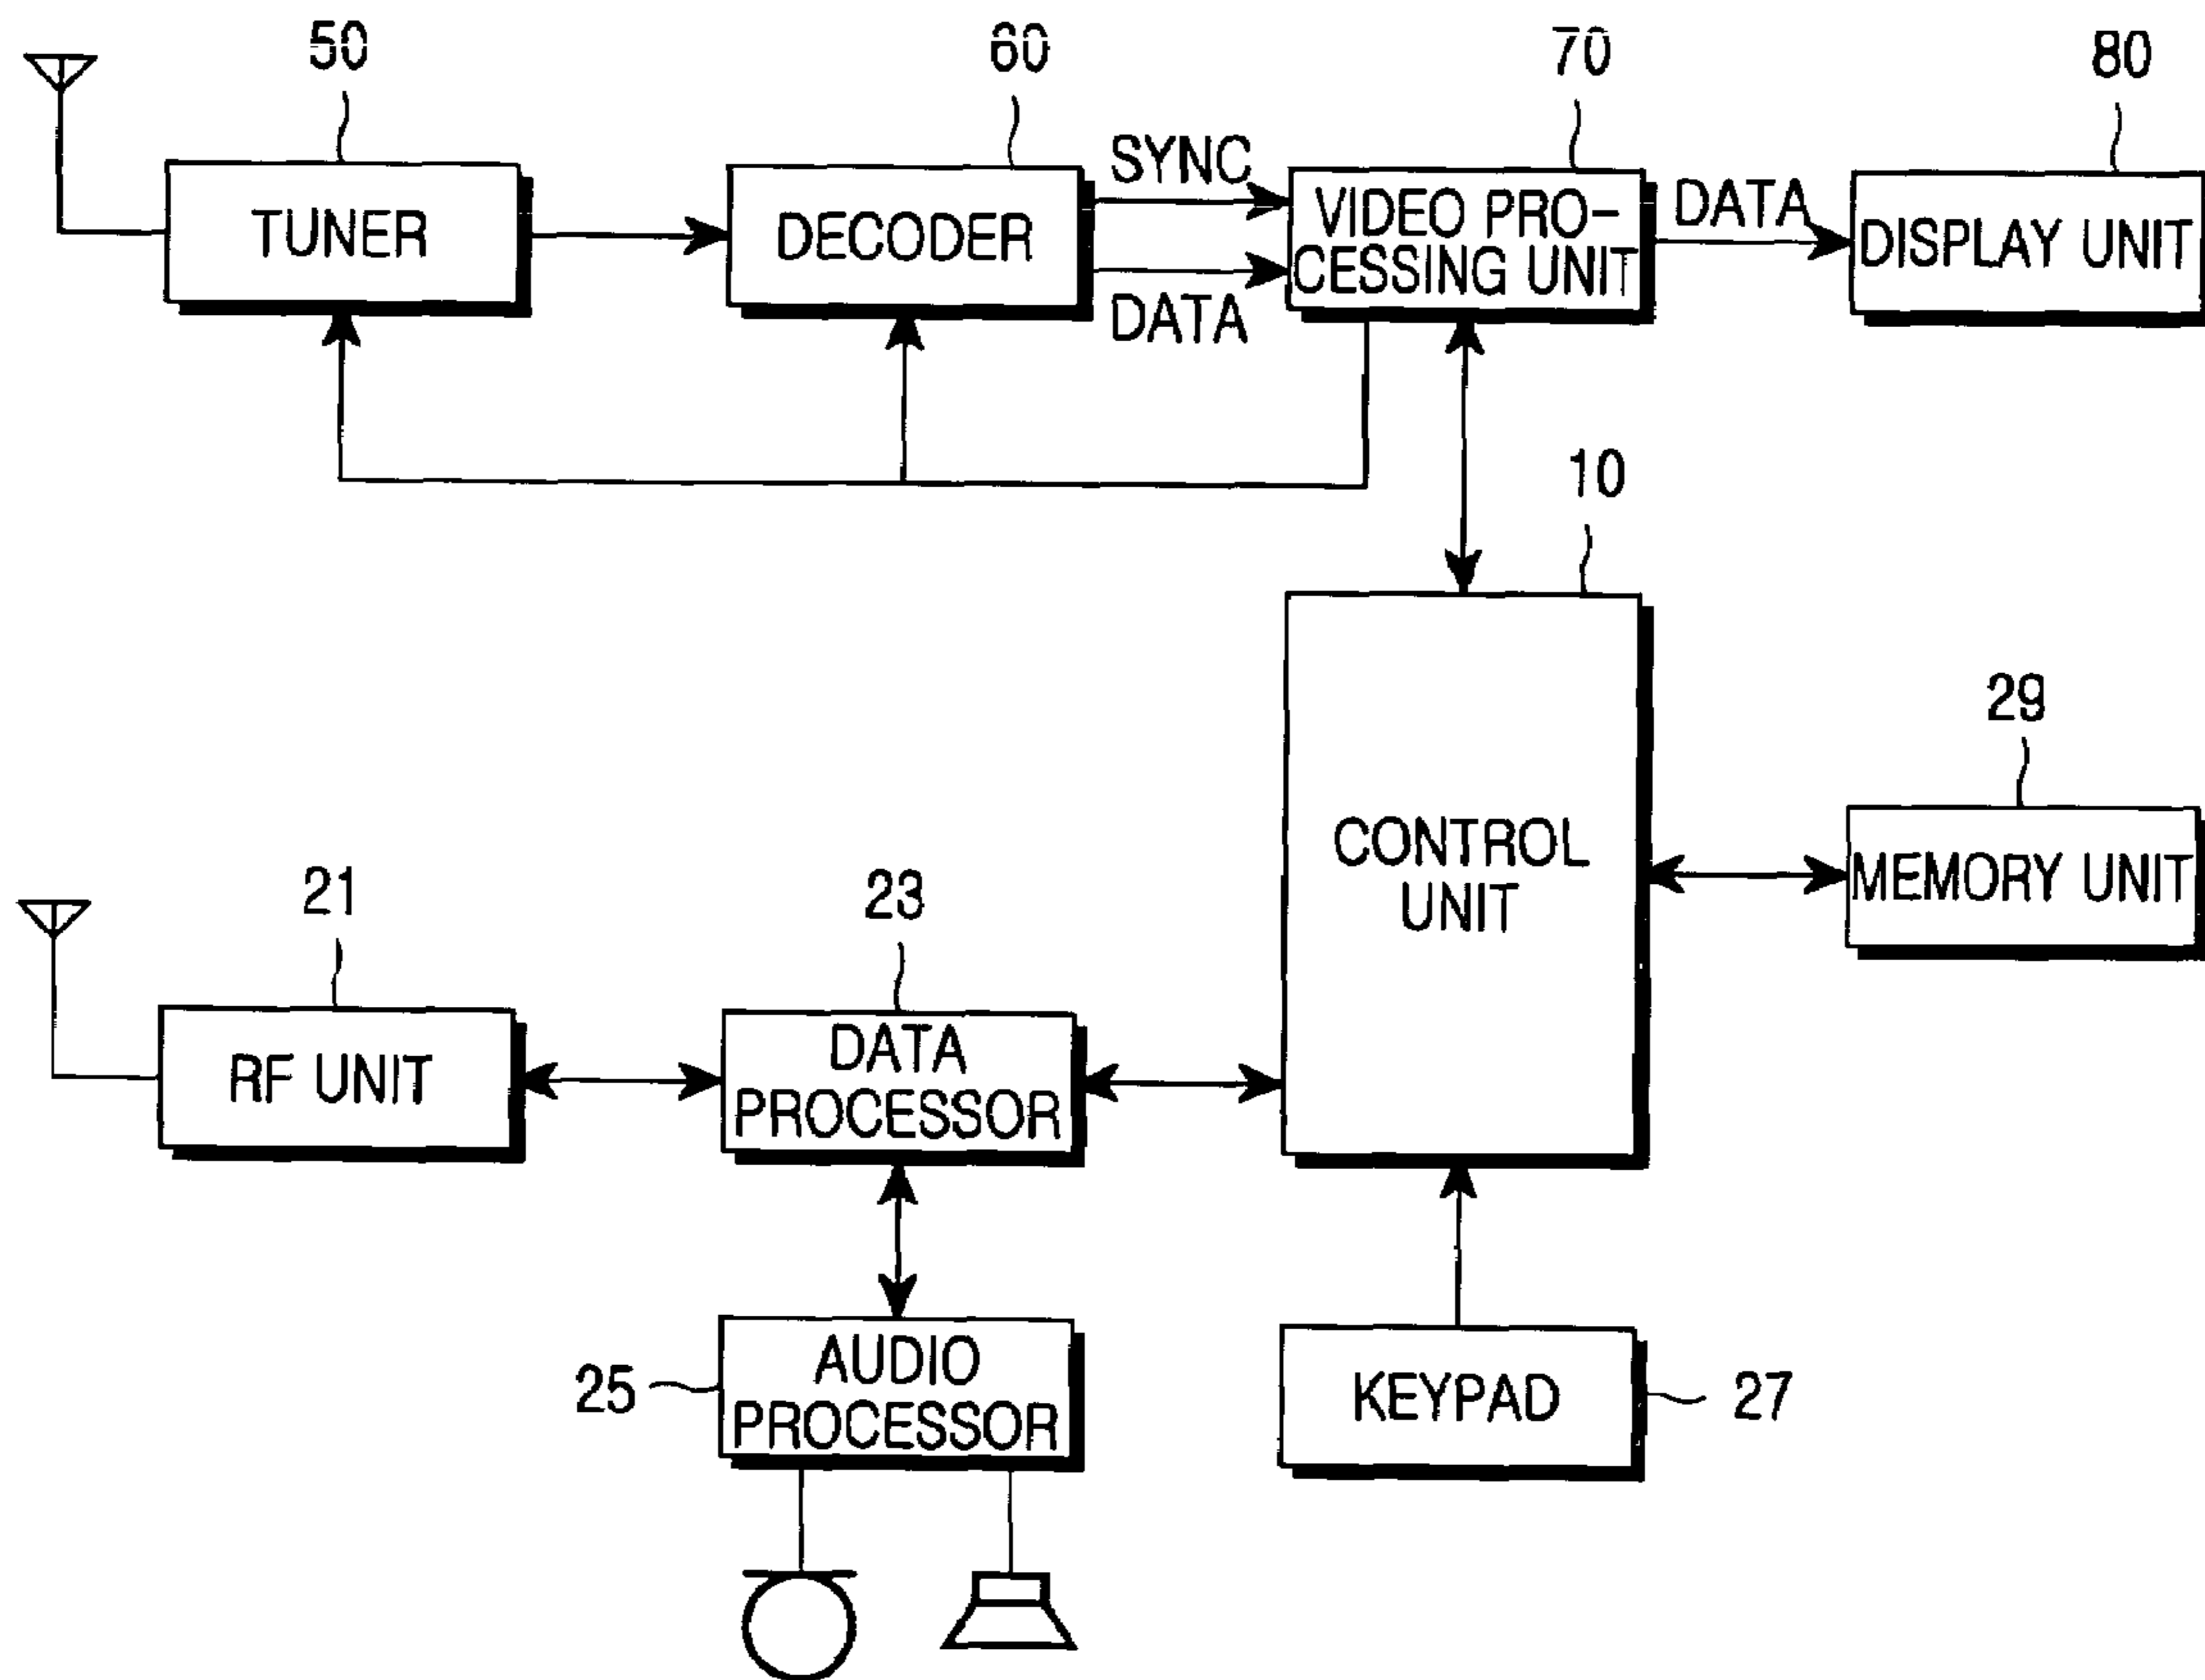 50
60
70
80
TUNER
DECODER
SYNC
DATA
VIDEO PRO-
CESSING UNIT
DATA
DISPLAY UNIT
10
CONTROL
UNIT
29
MEMORY UNIT
21
RF UNIT
23
DATA
PROCESSOR
25
AUDIO
PROCESSOR
KEYPAD
27